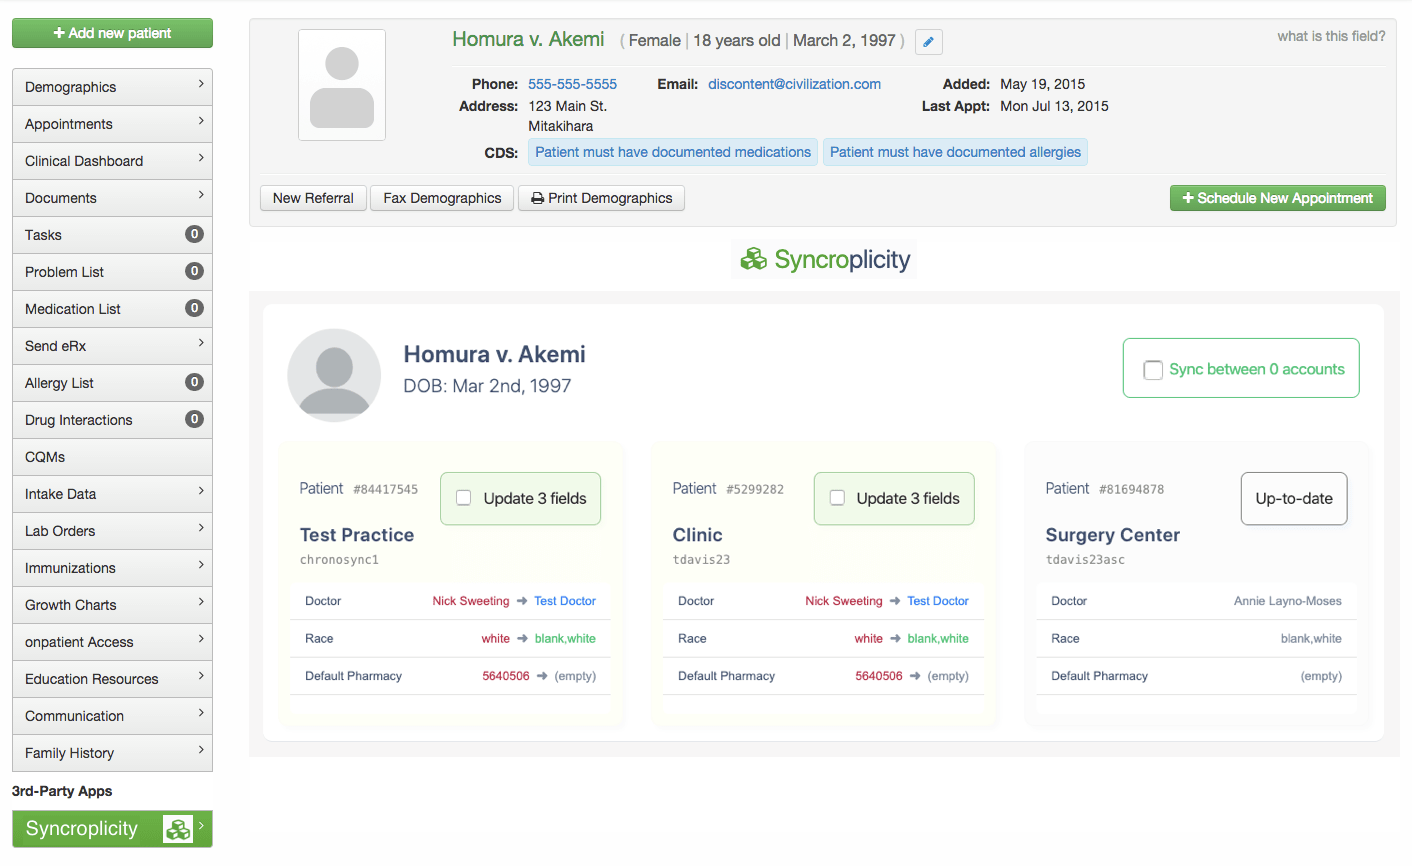 + Add new patient
Demographics
Appointments
Clinical Dashboard
Documents
Tasks 0
Problem List 0
Medication List 0
Send eRx
Allergy List 0
Drug Interactions 0
CQMs
Intake Data
Lab Orders
Immunizations
Growth Charts
onpatient Access
Education Resources
Communication
Family History
3rd-Party Apps
Syncroplicity
Homura v. Akemi ( Female | 18 years old | March 2, 1997 )
what is this field?
Phone: 555-555-5555 Email: discontent@civilization.com Added: May 19, 2015
Address: 123 Main St. Last Appt: Mon Jul 13, 2015
Mitakihara
CDS: Patient must have documented medications Patient must have documented allergies
New Referral Fax Demographics Print Demographics + Schedule New Appointment
Syncroplicity
Homura v. Akemi
DOB: Mar 2nd, 1997
Sync between 0 accounts
Patient #84417545 Update 3 fields
Test Practice
chronosync1
Doctor Nick Sweeting ➔ Test Doctor
Race white ➔ blank,white
Default Pharmacy 5640506 ➔ (empty)
Patient #5299282 Update 3 fields
Clinic
tdavis23
Doctor Nick Sweeting ➔ Test Doctor
Race white ➔ blank,white
Default Pharmacy 5640506 ➔ (empty)
Patient #81694878 Up-to-date
Surgery Center
tdavis23asc
Doctor Annie Layno-Moses
Race blank,white
Default Pharmacy (empty)